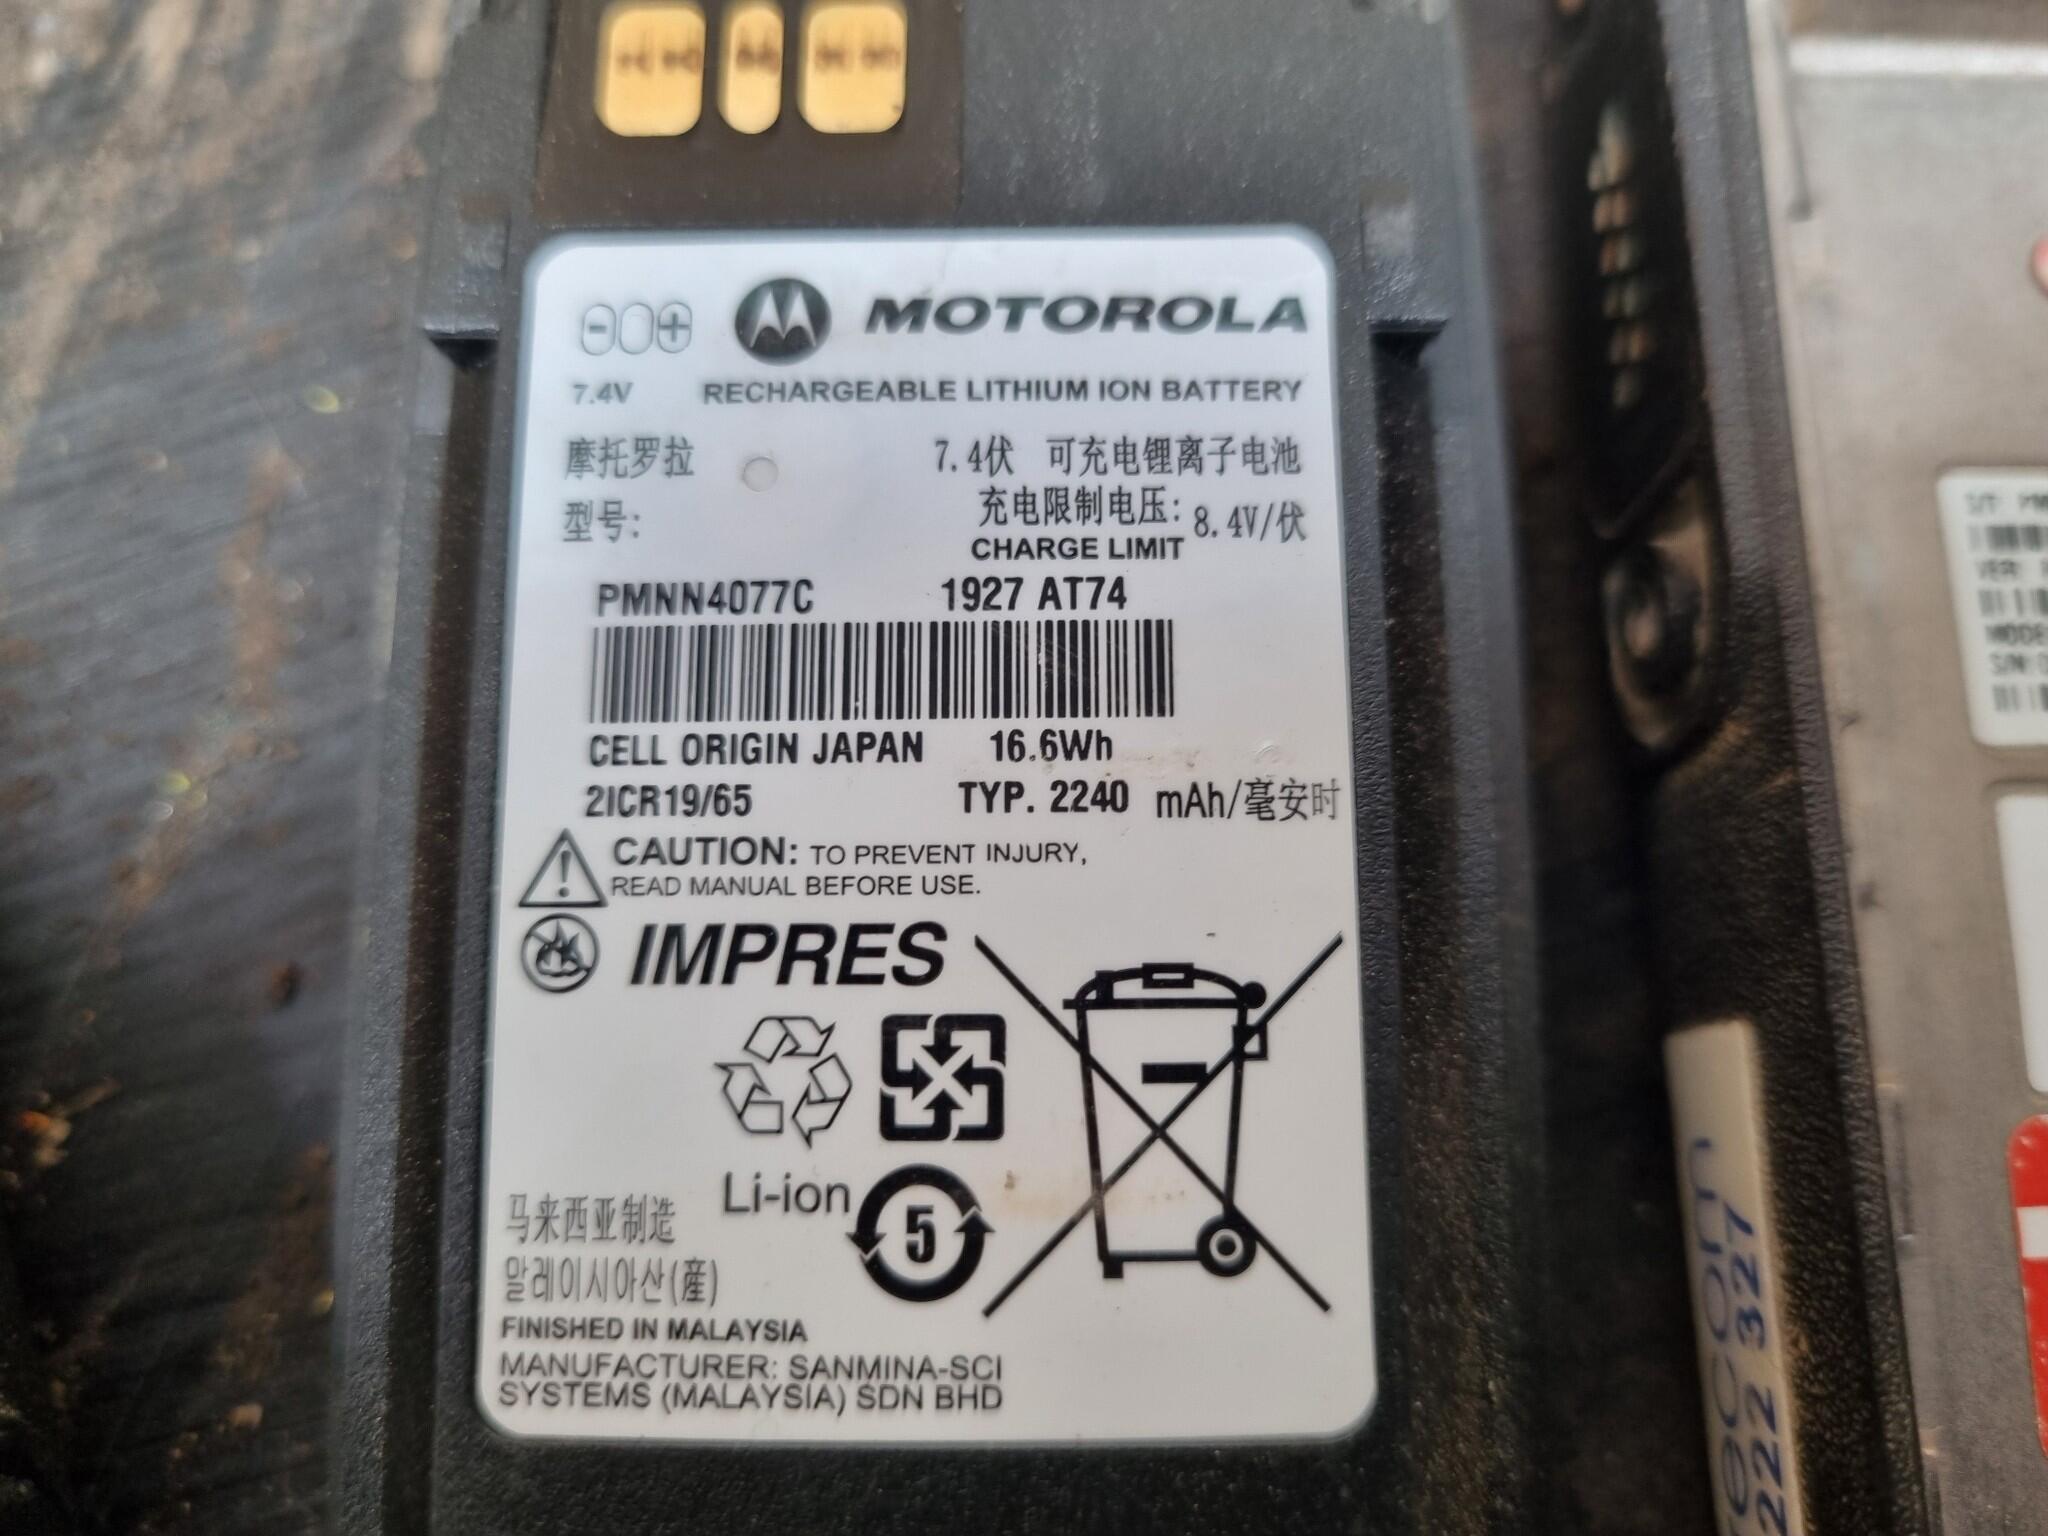 MOTOROLA
7.4V RECHARGEABLE LITHIUM ION BATTERY
摩托罗拉 7.4伏 可充电锂离子电池
型号: 充电限制电压: 8.4V/伏
CHARGE LIMIT
PMNN4077C 1927 AT74
CELL ORIGIN JAPAN 16.6Wh
2ICR19/65 TYP. 2240 mAh/毫安时
CAUTION: TO PREVENT INJURY,
READ MANUAL BEFORE USE.
IMPRES
Li-ion 5
马来西亚制造
말레이시아산(産)
FINISHED IN MALAYSIA
MANUFACTURER: SANMINA-SCI
SYSTEMS (MALAYSIA) SDN BHD
222 327